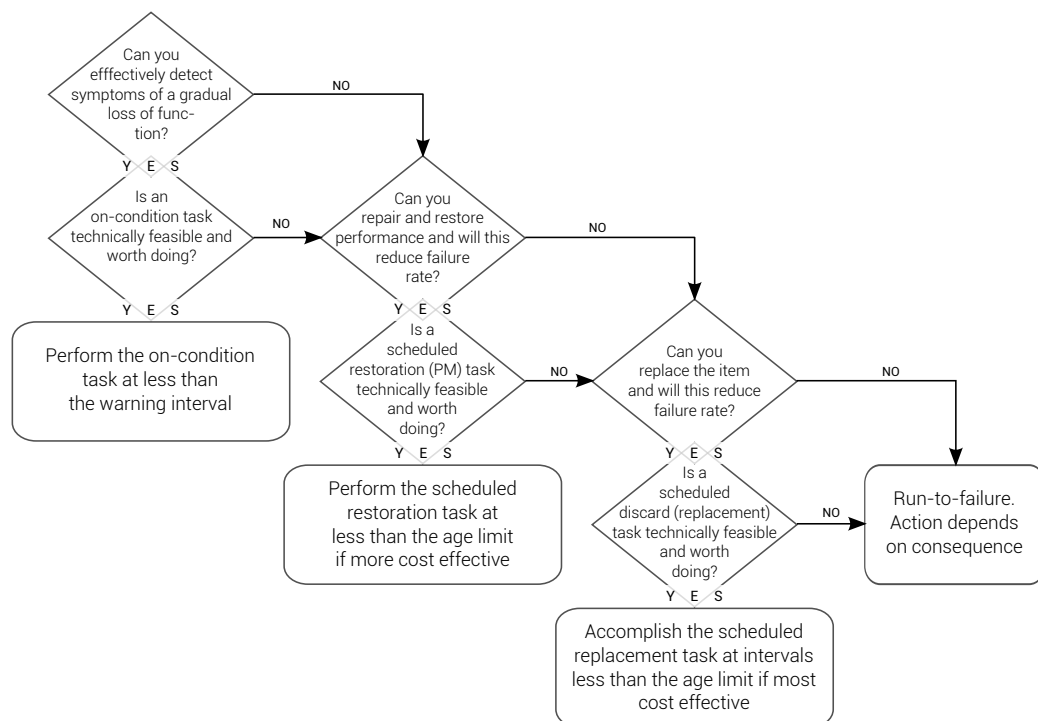 Can you
efffectively detect
symptoms of a gradual
loss of func-
tion?
NO
Y E S
Is an
on-condition task
technically feasible and
worth doing?
NO
Y E S
Perform the on-condition
task at less than
the warning interval
Can you
repair and restore
performance and will this
reduce failure
rate?
NO
Y E S
Is a
scheduled
restoration (PM) task
technically feasible
and worth
doing?
NO
Y E S
Perform the scheduled
restoration task at
less than the age limit
if more cost effective
Can you
replace the item
and will this reduce
failure rate?
NO
Y E S
Is a
scheduled
discard (replacement)
task technically feasible
and worth
doing?
NO
Y E S
Accomplish the scheduled
replacement task at intervals
less than the age limit if most
cost effective
Run-to-failure.
Action depends
on consequence